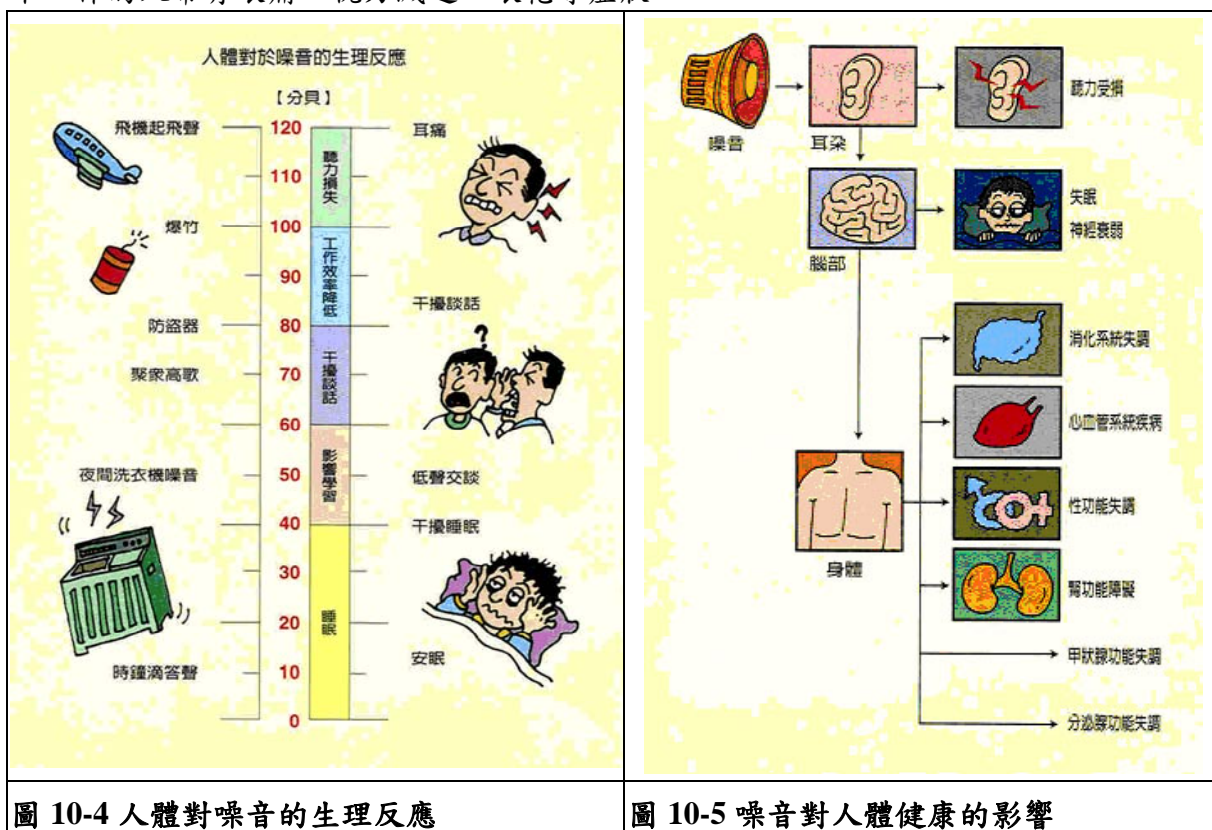 人體對於噪音的生理反應
【分貝】
飛機起飛聲
爆竹
防盜器
聚衆高歌
夜間洗衣機噪音
時鐘滴答聲
120
110
100
90
80
70
60
50
40
30
20
10
0
聽力損失
工作效率降低
干擾談話
影響學習
睡眠
耳痛
干擾談話
?
低聲交談
干擾睡眠
安眠
圖 10-4 人體對噪音的生理反應
噪音
耳朶
聽力受損
腦部
失眠
神經衰弱
身體
消化系統失調
心血管系統疾病
性功能失調
腎功能障礙
甲狀腺功能失調
分泌腺功能失調
圖 10-5 噪音對人體健康的影響